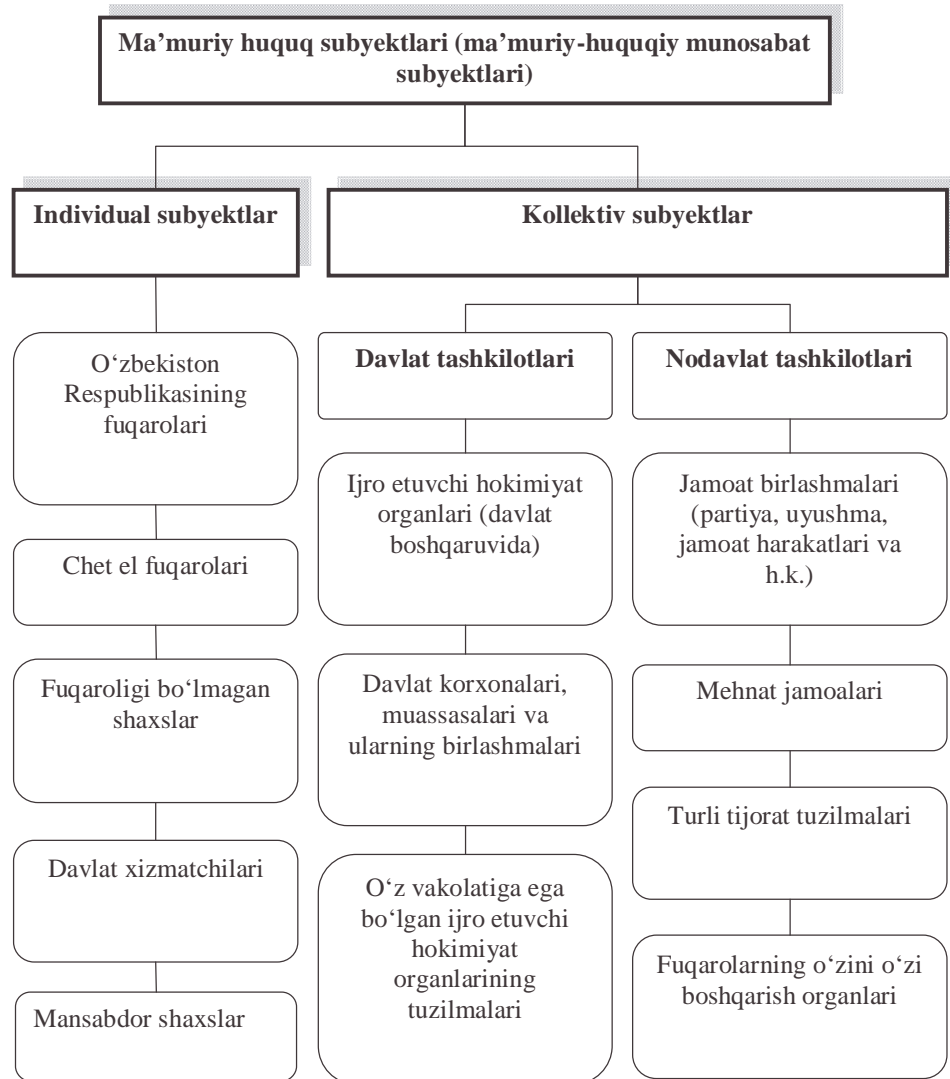 Ma’muriy huquq subyektlari (ma’muriy-huquqiy munosabat
subyektlari)
Individual subyektlar
Kollektiv subyektlar
O‘zbekiston
Respublikasining
fuqarolari
Chet el fuqarolari
Fuqaroligi bo‘lmagan
shaxslar
Davlat xizmatchilari
Mansabdor shaxslar
Davlat tashkilotlari
Ijro etuvchi hokimiyat
organlari (davlat
boshqaruvida)
Davlat korxonalari,
muassasalari va
ularning birlashmalari
O‘z vakolatiga ega
bo‘lgan ijro etuvchi
hokimiyat
organlarining
tuzilmalari
Nodavlat tashkilotlari
Jamoat birlashmalari
(partiya, uyushma,
jamoat harakatlari va
h.k.)
Mehnat jamoalari
Turli tijorat tuzilmalari
Fuqarolarning o‘zini o‘zi
boshqarish organlari